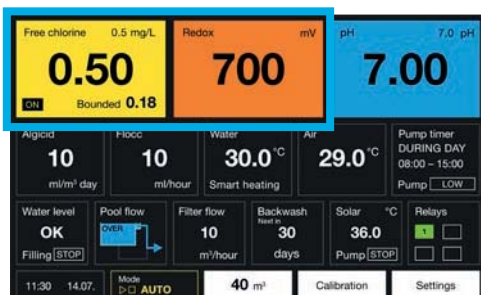 Free chlorine 0.5 mg/L
0.50
ON Bounded 0.18
Redox mV
700
pH 7.0 pH
7.00
Algicid
10
ml/m³ day
Flocc
10
ml/hour
Water
30.0 °C
Smart heating
Air
29.0 °C
Pump timer
DURING DAY
08:00 – 15:00
Pump LOW
Water level
OK
Filling STOP
Pool flow
OVER
Filter flow
10
m³/hour
Backwash
Next in
30
days
Solar °C
36.0
Pump STOP
Relays
1
11:30 14.07.
Mode
AUTO
40 m³
Calibration
Settings